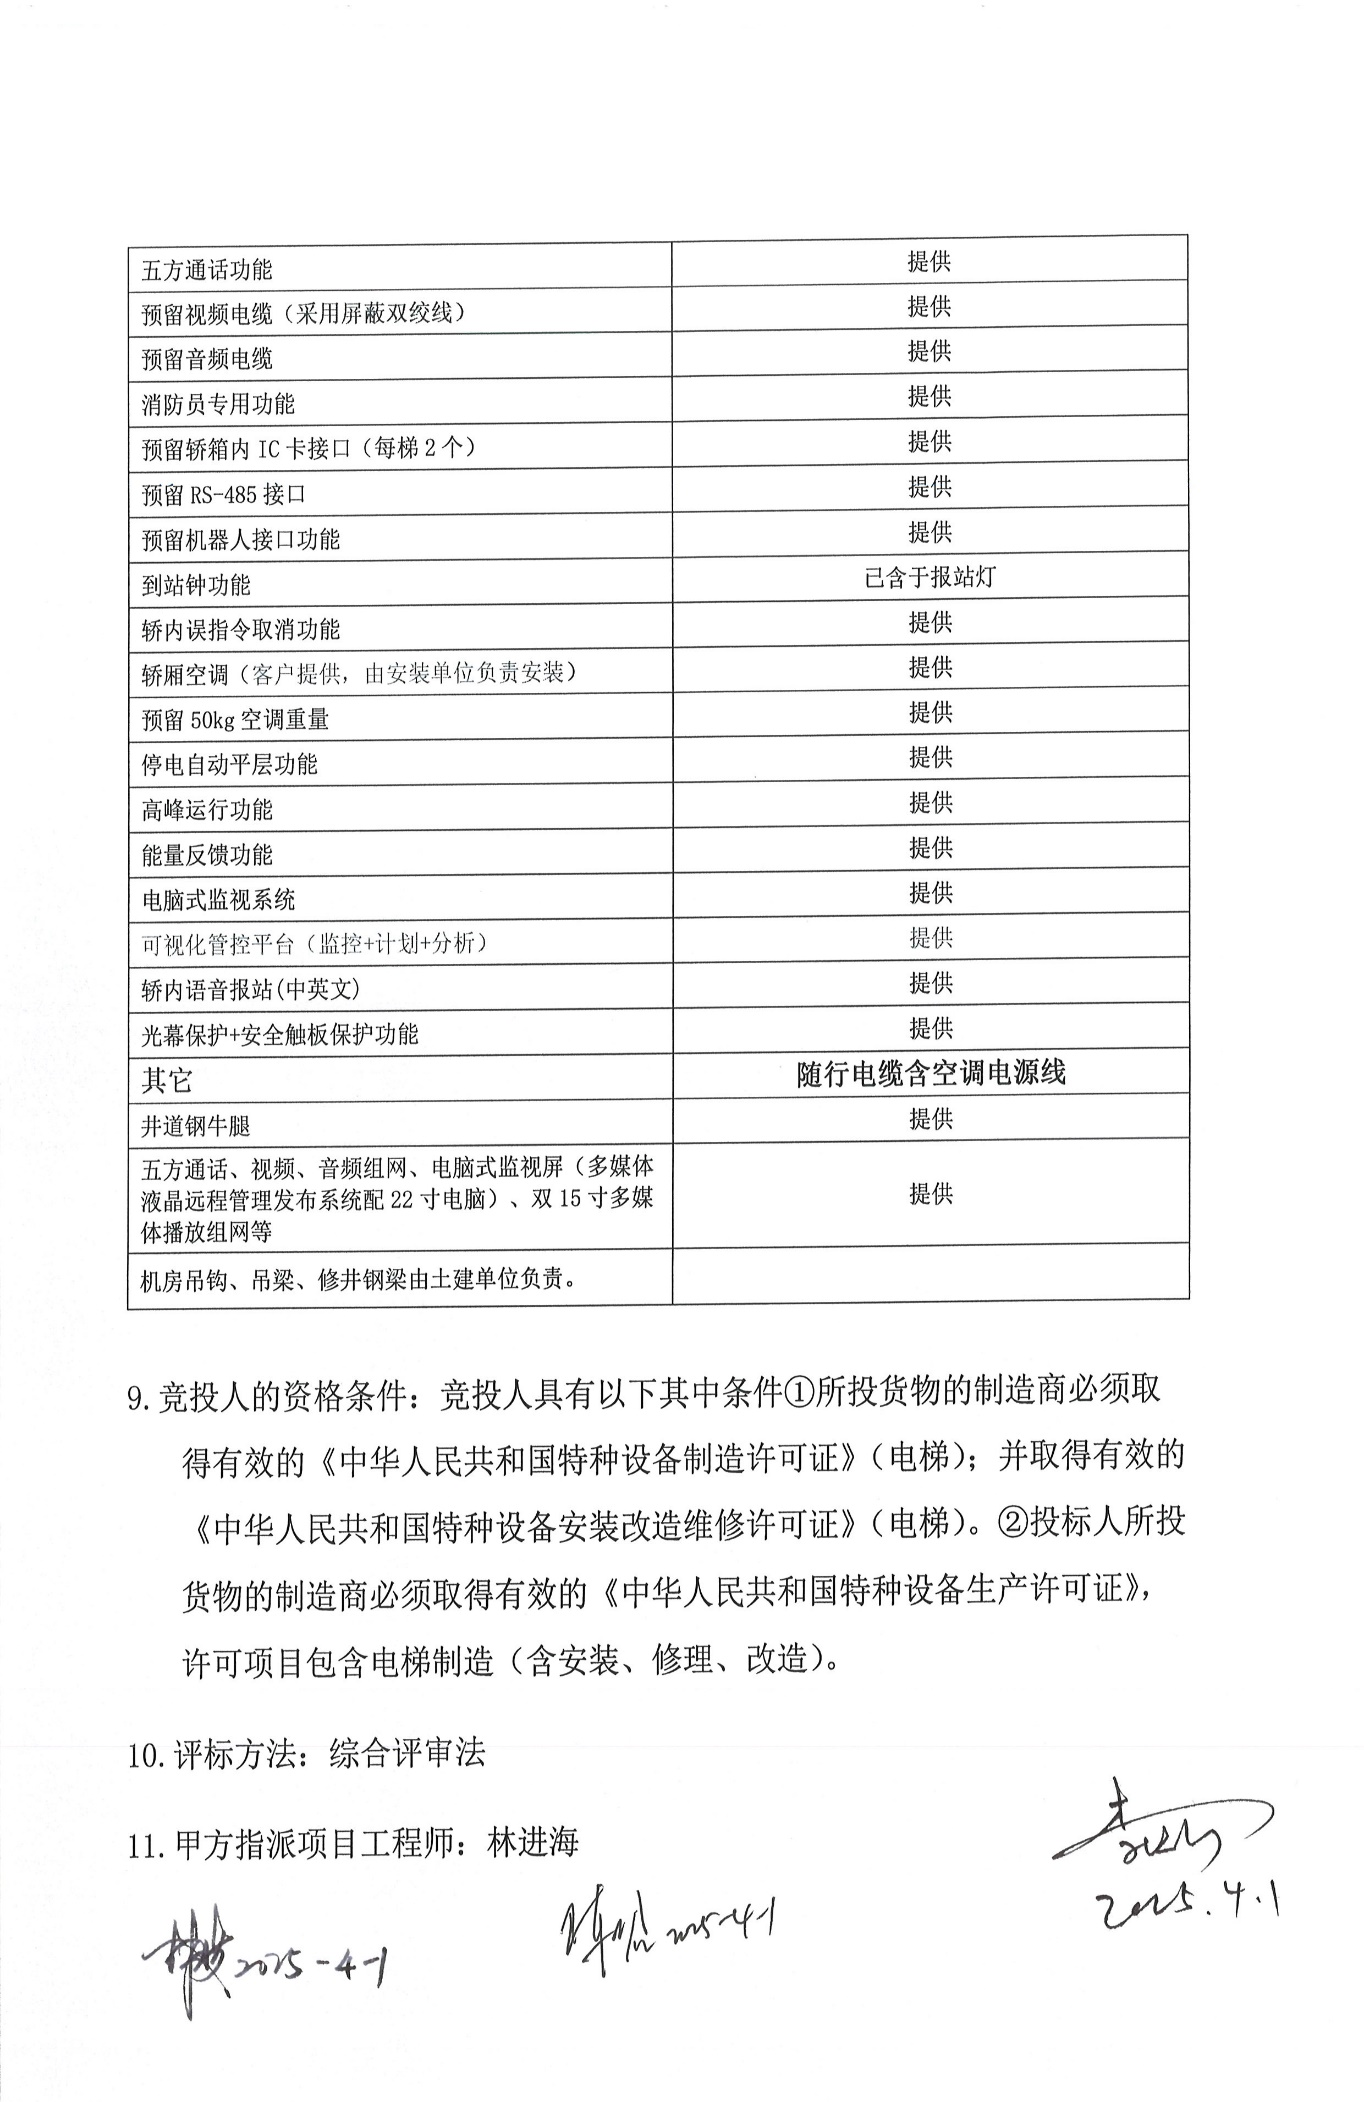 五方通话功能 提供
预留视频电缆（采用屏蔽双绞线） 提供
预留音频电缆 提供
消防员专用功能 提供
预留轿箱内 IC 卡接口（每梯 2 个） 提供
预留 RS-485 接口 提供
预留机器人接口功能 提供
到站钟功能 已含于报站灯
轿内误指令取消功能 提供
轿厢空调（客户提供，由安装单位负责安装） 提供
预留 50kg 空调重量 提供
停电自动平层功能 提供
高峰运行功能 提供
能量反馈功能 提供
电脑式监视系统 提供
可视化管控平台（监控+计划+分析） 提供
轿内语音报站(中英文) 提供
光幕保护+安全触板保护功能 提供
其它 随行电缆含空调电源线
井道钢牛腿 提供
五方通话、视频、音频组网、电脑式监视屏（多媒体
液晶远程管理发布系统配 22 寸电脑）、双 15 寸多媒
体播放组网等
提供
机房吊钩、吊梁、修井钢梁由土建单位负责。
9. 竞投人的资格条件：竞投人具有以下其中条件①所投货物的制造商必须取
得有效的《中华人民共和国特种设备制造许可证》（电梯）；并取得有效的
《中华人民共和国特种设备安装改造维修许可证》（电梯）。②投标人所投
货物的制造商必须取得有效的《中华人民共和国特种设备生产许可证》，
许可项目包含电梯制造（含安装、修理、改造）。
10. 评标方法：综合评审法
11. 甲方指派项目工程师：林进海
2025.4.1
2025-4-1
2025-4-1